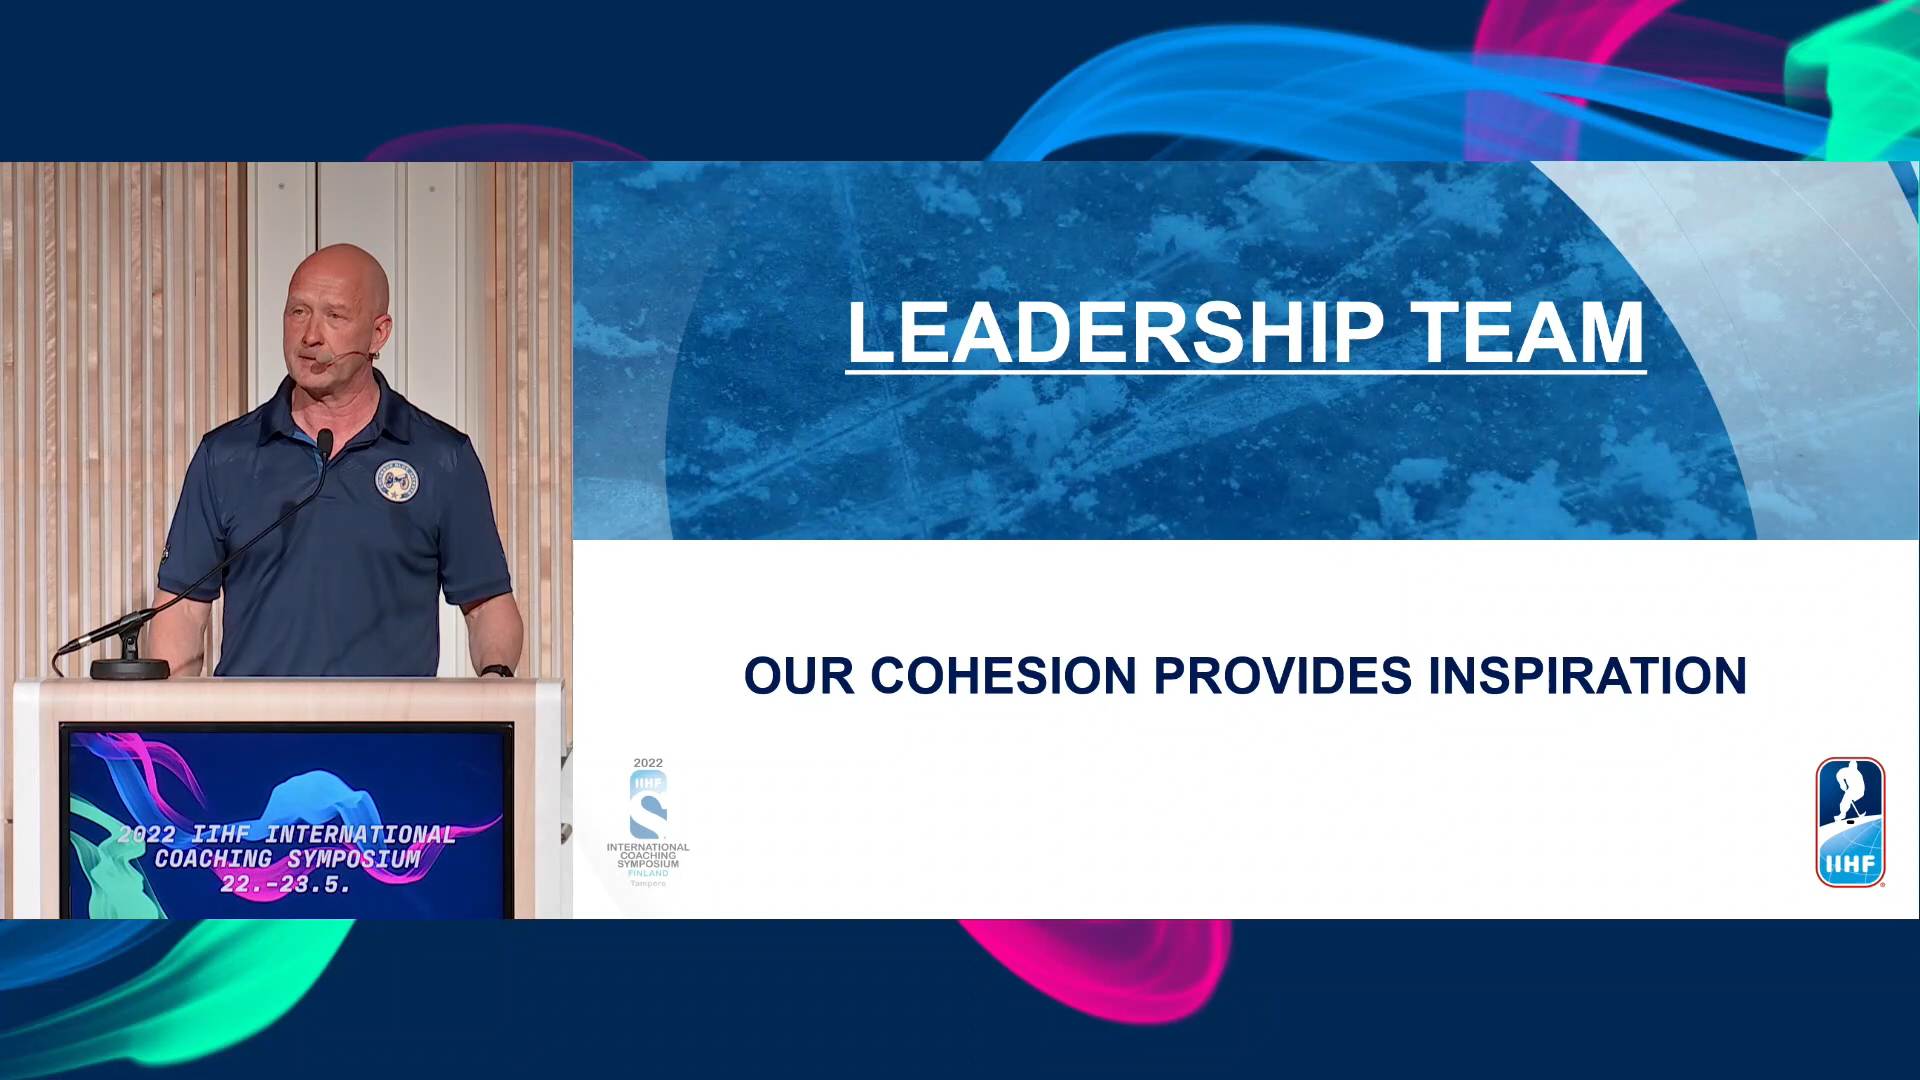 LEADERSHIP TEAM
OUR COHESION PROVIDES INSPIRATION
2022
IIHF
INTERNATIONAL
COACHING
SYMPOSIUM
FINLAND
Tampere
IIHF
2022 IIHF INTERNATIONAL
COACHING SYMPOSIUM
22.-23.5.